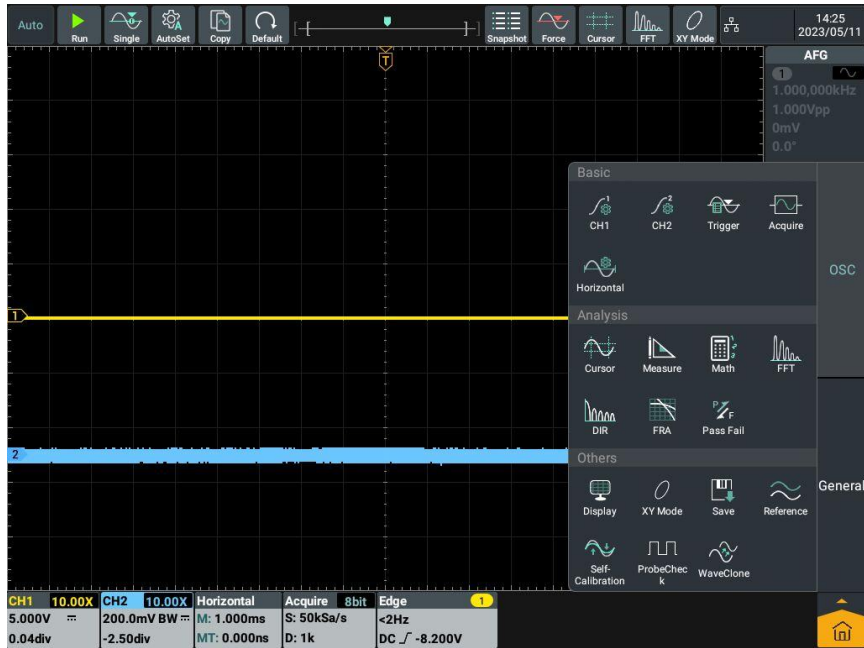 Auto
Run
Single
AutoSet
Copy
Default
Snapshot
Force
Cursor
FFT
XY Mode
14:25
2023/05/11
T
AFG
1
1.000,000kHz
1.000Vpp
0mV
0.0°
Basic
CH1
CH2
Trigger
Acquire
Horizontal
OSC
1
Analysis
Cursor
Measure
Math
FFT
DIR
FRA
Pass Fail
2
Others
Display
XY Mode
Save
Reference
General
Self-
Calibration
ProbeChec
k
WaveClone
CH1 10.00X
5.000V
0.04div
CH2 10.00X
200.0mV BW
-2.50div
Horizontal
M: 1.000ms
MT: 0.000ns
Acquire 8bit
S: 50kSa/s
D: 1k
Edge 1
<2Hz
DC -8.200V